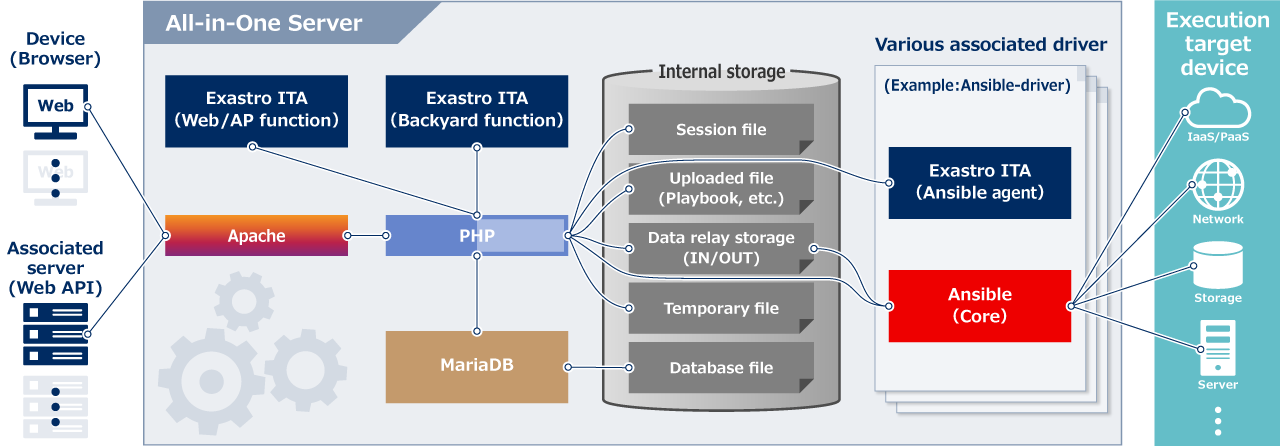 All-in-One Server
Device
(Browser)
Web
Web
Associated
server
(Web API)
Exastro ITA
(Web/AP function)
Exastro ITA
(Backyard function)
Apache
PHP
MariaDB
Internal storage
Session file
Uploaded file
(Playbook, etc.)
Data relay storage
(IN/OUT)
Temporary file
Database file
Various associated driver
(Example:Ansible-driver)
Exastro ITA
(Ansible agent)
Ansible
(Core)
Execution
target
device
IaaS/PaaS
Network
Storage
Server